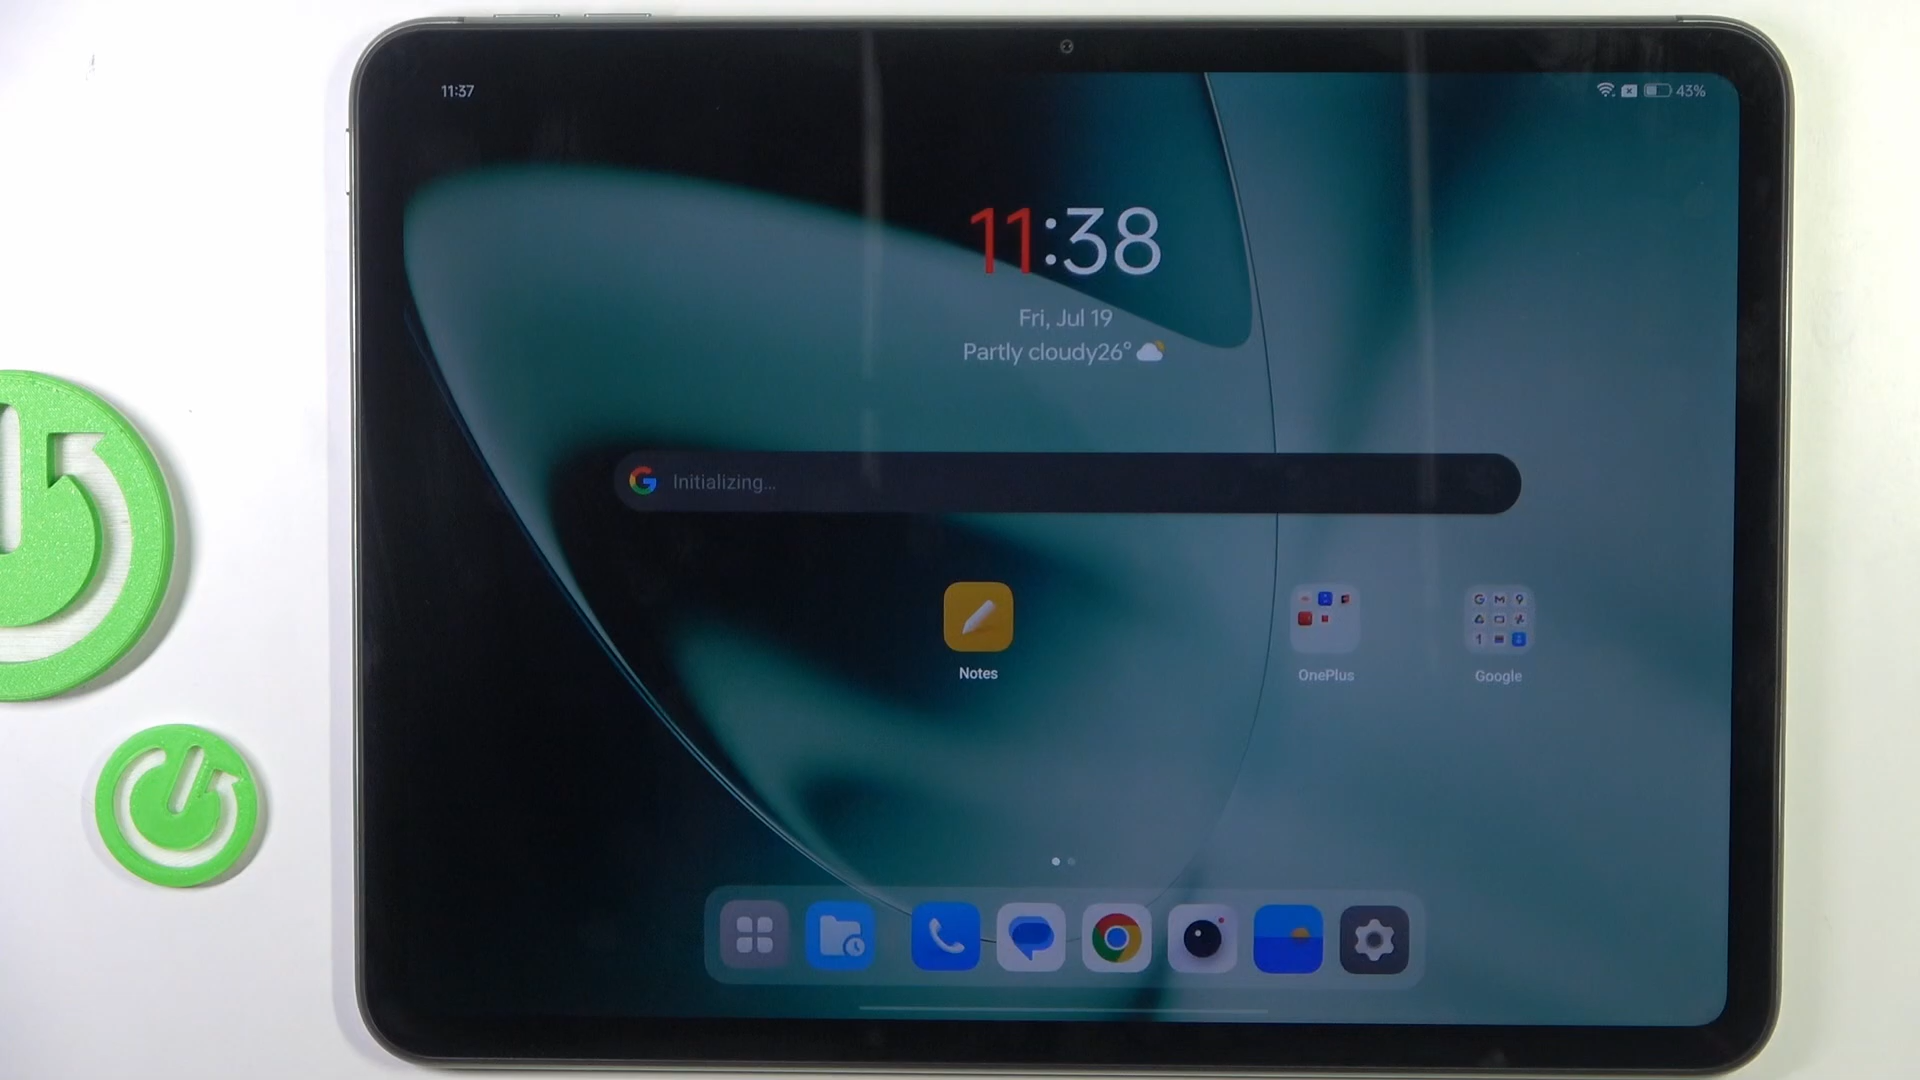 11:37
43%
11:38
Fri, Jul 19
Partly cloudy26°
Initializing...
Notes
OnePlus
Google